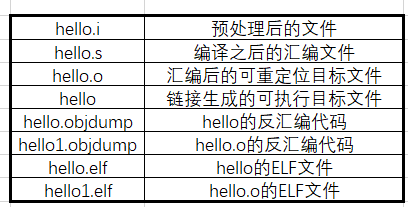 hello.i 预处理后的文件
hello.s 编译之后的汇编文件
hello.o 汇编后的可重定位目标文件
hello 链接生成的可执行目标文件
hello.objdump hello的反汇编代码
hello1.objdump hello.o的反汇编代码
hello.elf hello的ELF文件
hello1.elf hello.o的ELF文件